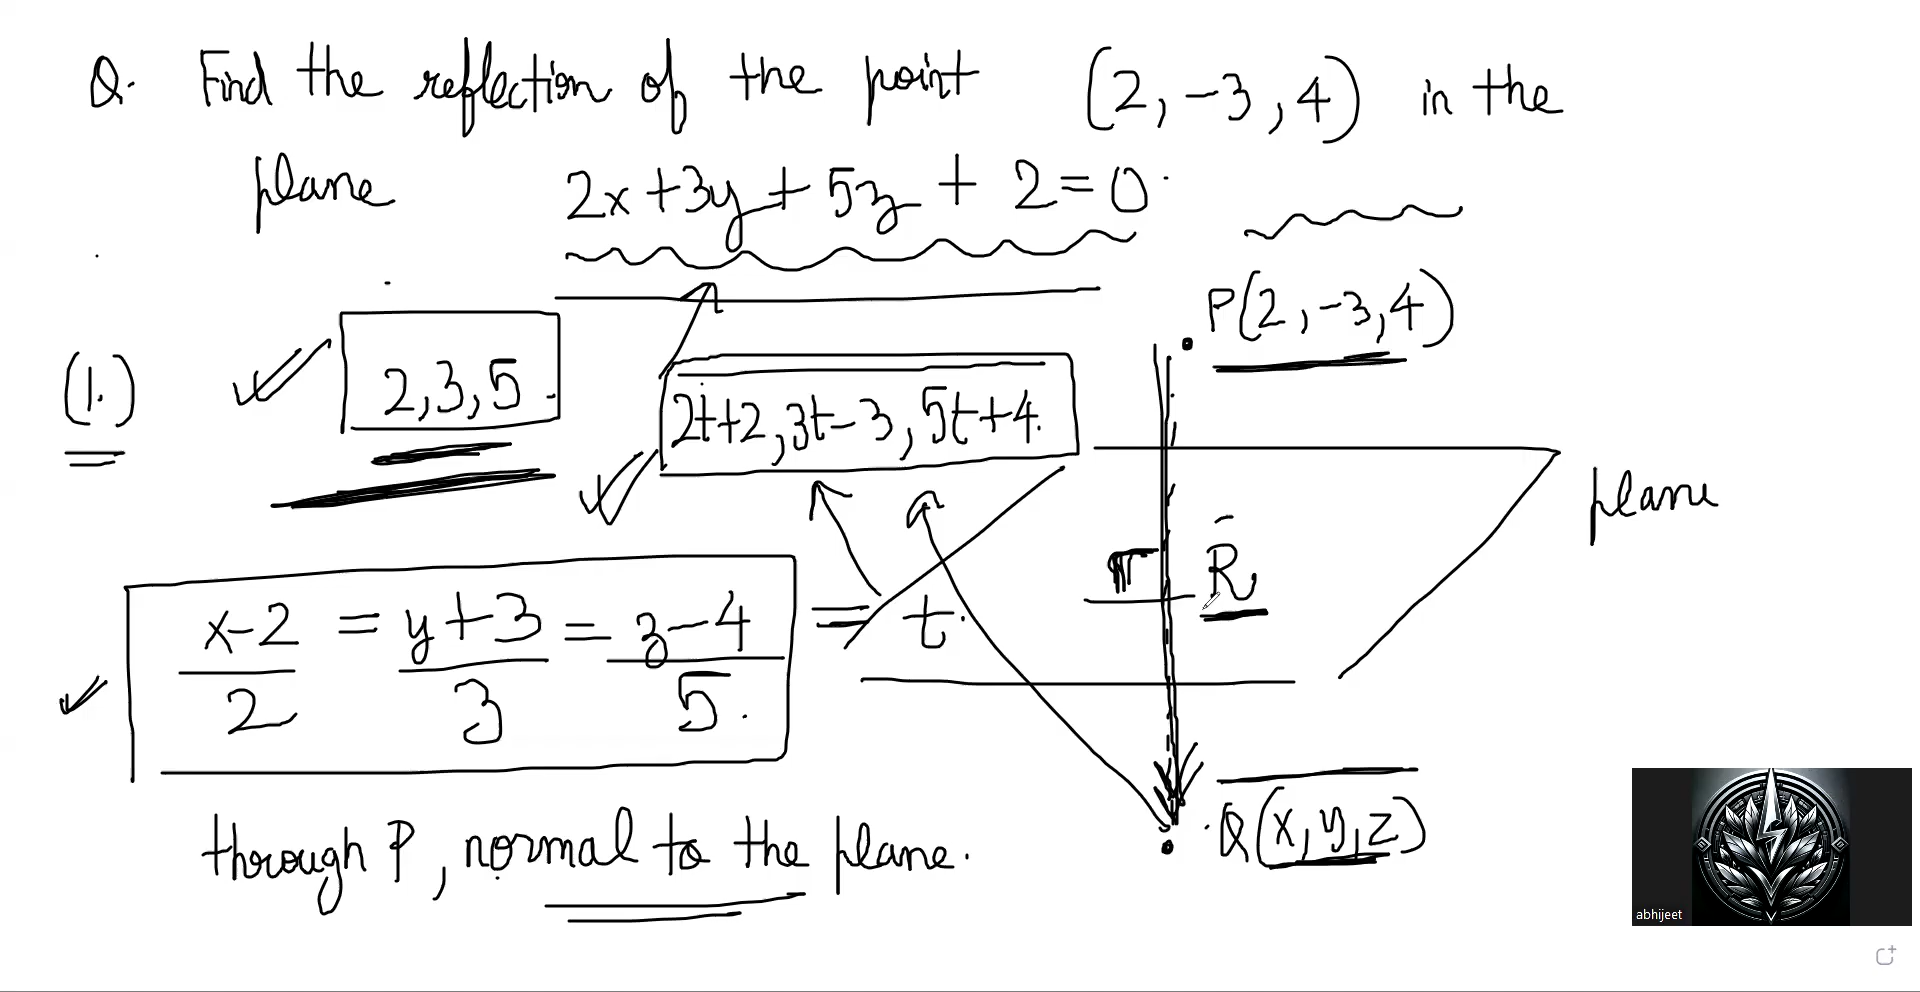 Q. Find the reflection of the point (2, -3, 4) in the
plane 2x + 3y + 5z + 2 = 0.
P(2, -3, 4)
(1.) 2, 3, 5.
2t+2, 3t-3, 5t+4.
plane
π R
x-2/2 = y+3/3 = z-4/5 = t.
Q(x, y, z)
through P, normal to the plane.
abhijeet